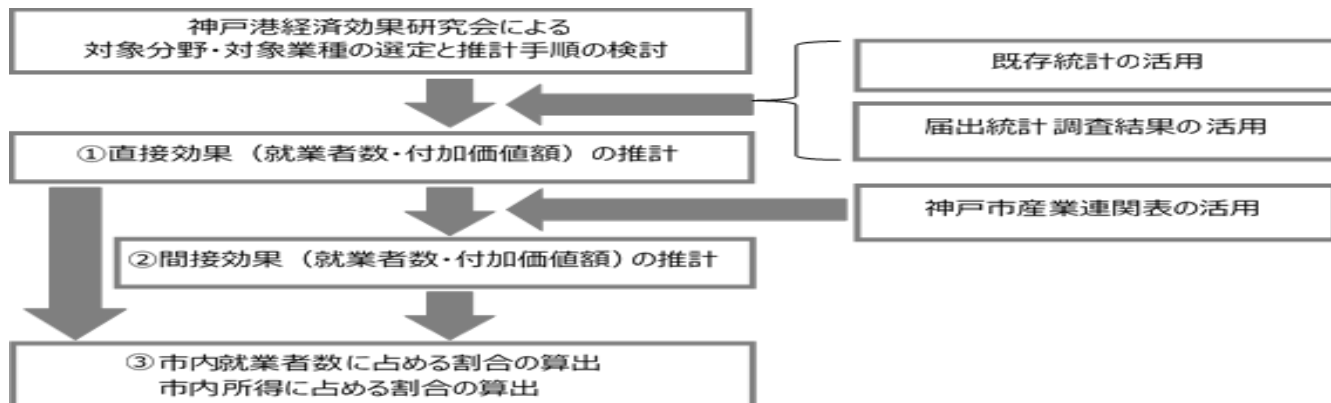 神戸港経済効果研究会による
対象分野・対象業種の選定と推計手順の検討
既存統計の活用
届出統計調査結果の活用
①直接効果（就業者数・付加価値額）の推計
神戸市産業連関表の活用
②間接効果（就業者数・付加価値額）の推計
③市内就業者数に占める割合の算出
市内所得に占める割合の算出